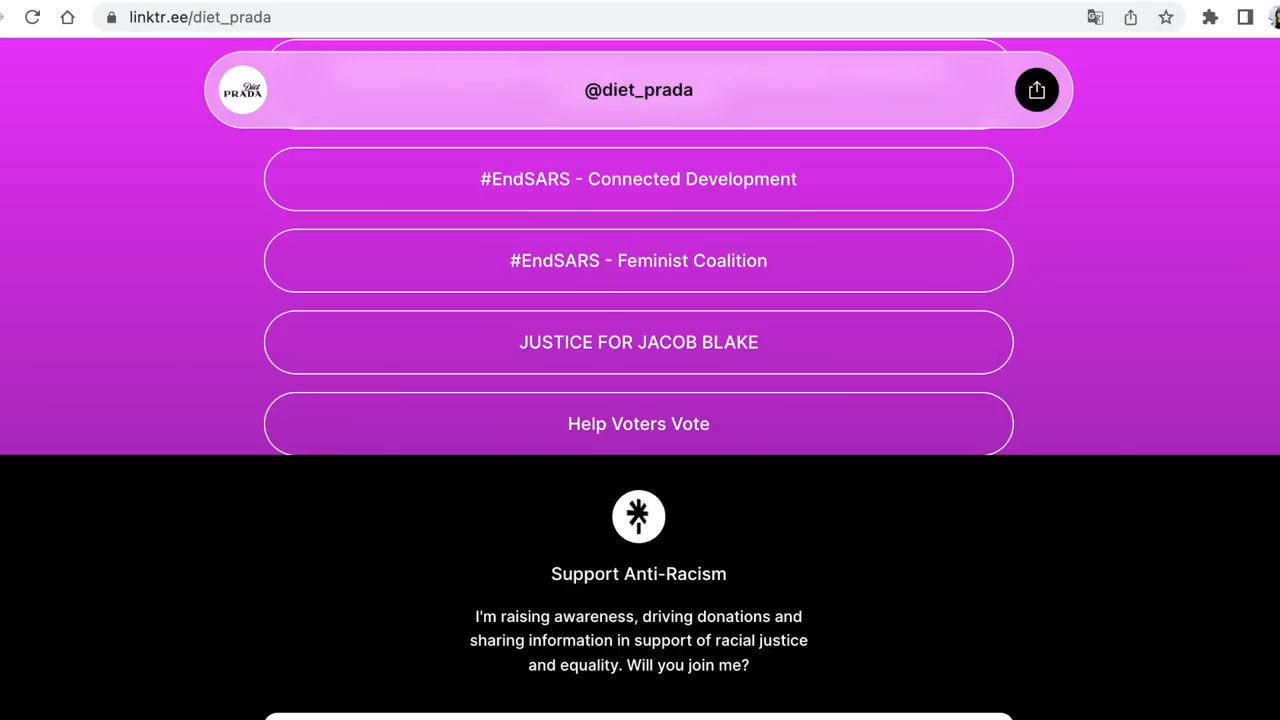 linktr.ee/diet_prada
Diet
PRADA
@diet_prada
#EndSARS - Connected Development
#EndSARS - Feminist Coalition
JUSTICE FOR JACOB BLAKE
Help Voters Vote
Support Anti-Racism
I'm raising awareness, driving donations and
sharing information in support of racial justice
and equality. Will you join me?